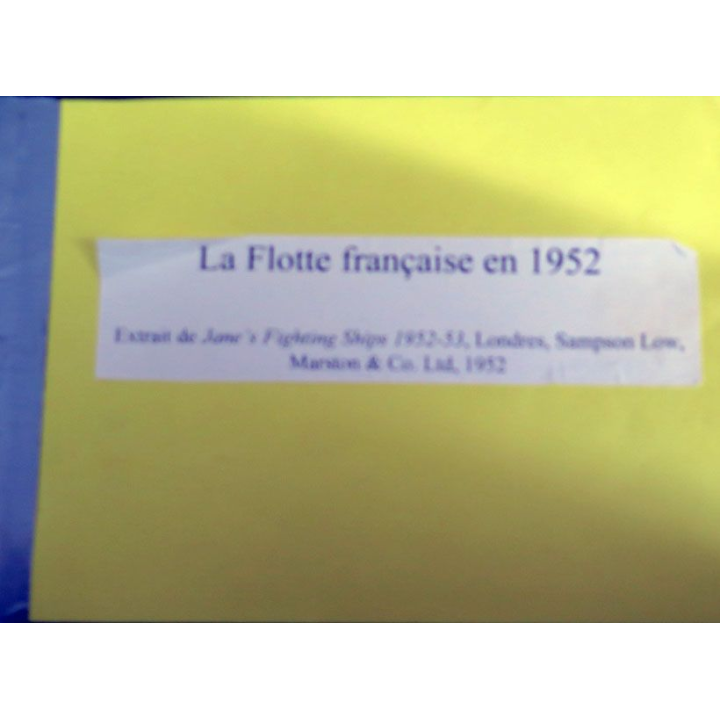 La Flotte française en 1952
Extrait de Jane's Fighting Ships 1952-53, Londres, Sampson Low,
Marston & Co. Ltd, 1952